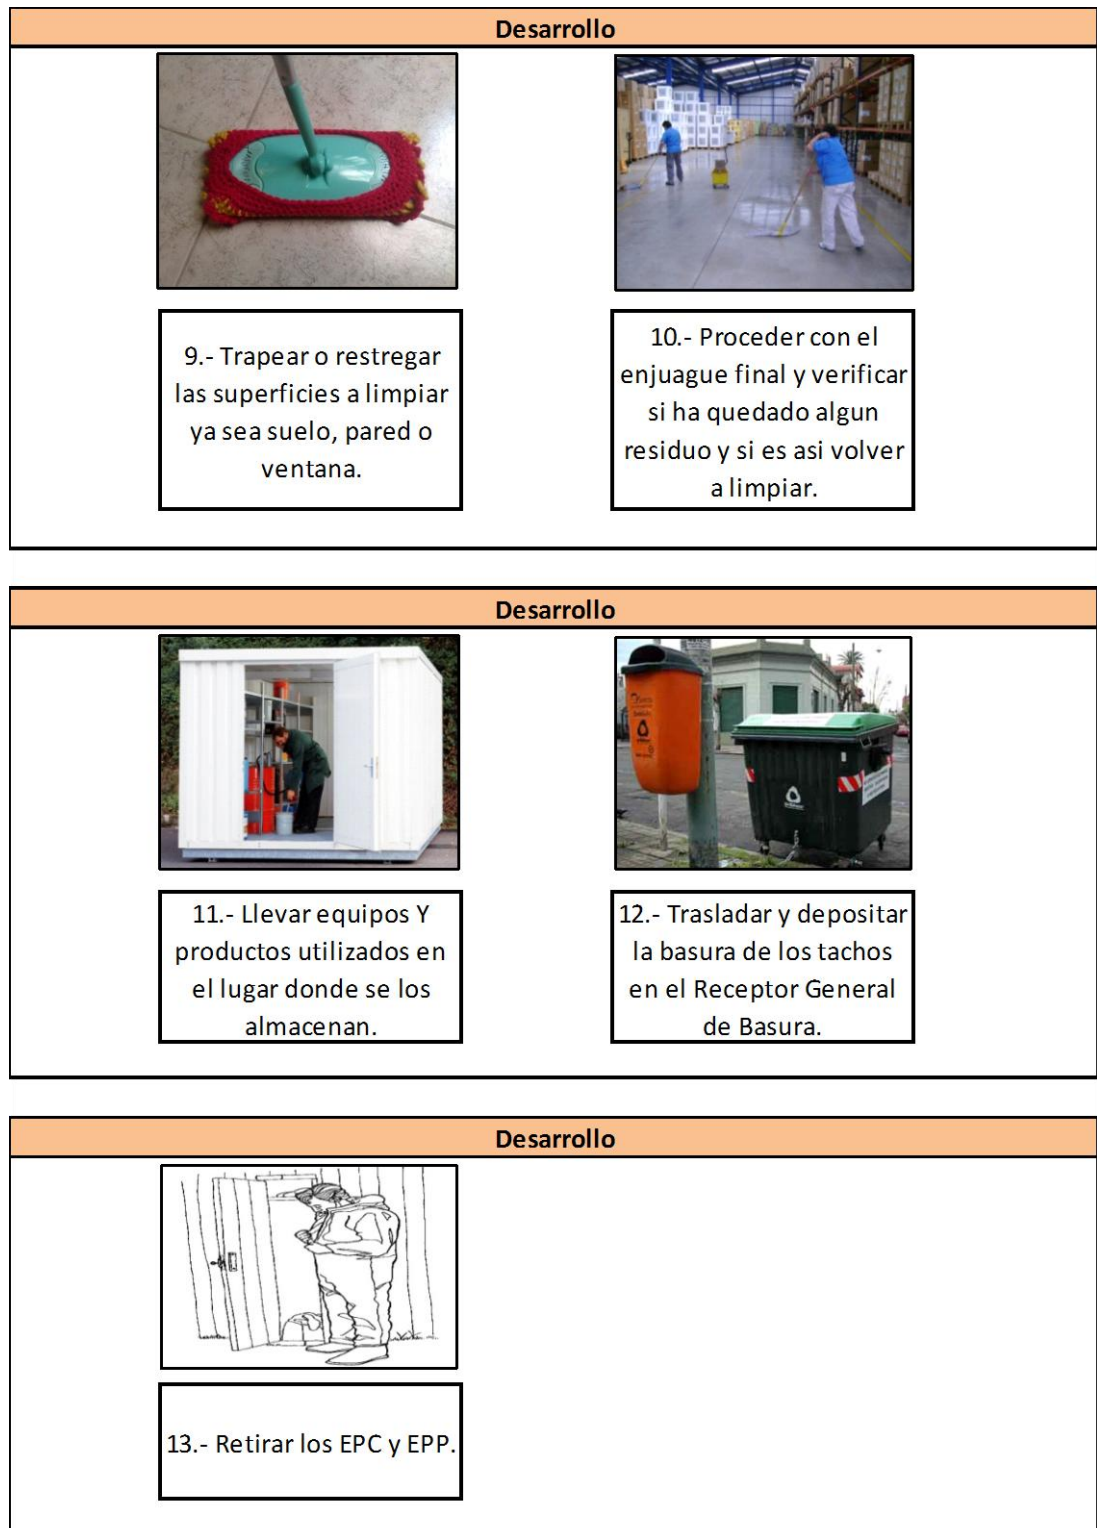 Desarrollo
9.- Trapear o restregar
las superficies a limpiar
ya sea suelo, pared o
ventana.
10.- Proceder con el
enjuague final y verificar
si ha quedado algun
residuo y si es asi volver
a limpiar.
Desarrollo
11.- Llevar equipos Y
productos utilizados en
el lugar donde se los
almacenan.
12.- Trasladar y depositar
la basura de los tachos
en el Receptor General
de Basura.
Desarrollo
13.- Retirar los EPC y EPP.